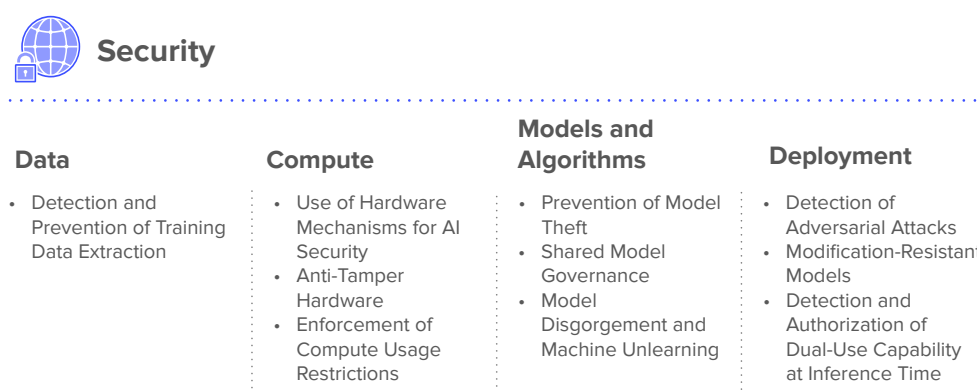 Security
Data
• Detection and
Prevention of Training
Data Extraction
Compute
• Use of Hardware
Mechanisms for AI
Security
• Anti-Tamper
Hardware
• Enforcement of
Compute Usage
Restrictions
Models and
Algorithms
• Prevention of Model
Theft
• Shared Model
Governance
• Model
Disgorgement and
Machine Unlearning
Deployment
• Detection of
Adversarial Attacks
• Modification-Resistant
Models
• Detection and
Authorization of
Dual-Use Capability
at Inference Time